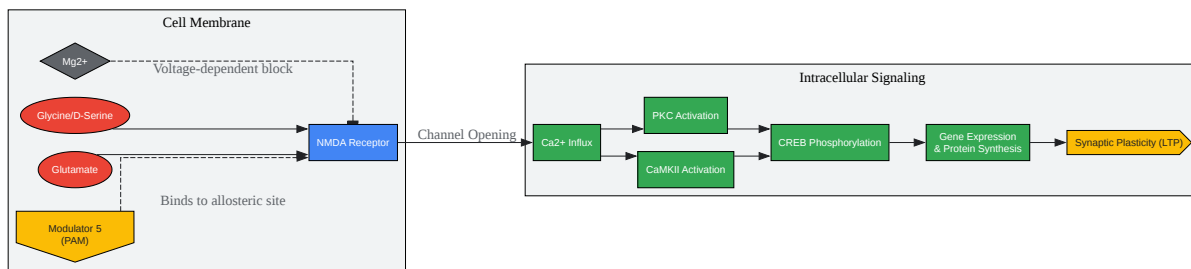 Cell Membrane
Mg2+
Voltage-dependent block
Glycine/D-Serine
NMDA Receptor
Glutamate
Binds to allosteric site
Modulator 5
(PAM)
Channel Opening
Intracellular Signaling
Ca2+ Influx
PKC Activation
CaMKII Activation
CREB Phosphorylation
Gene Expression
& Protein Synthesis
Synaptic Plasticity (LTP)